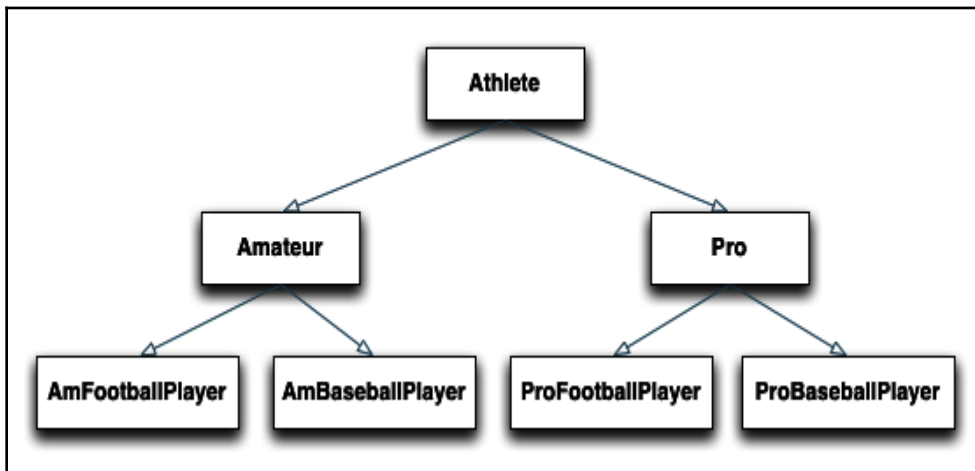 Athlete
Amateur
Pro
AmFootballPlayer
AmBaseballPlayer
ProFootballPlayer
ProBaseballPlayer